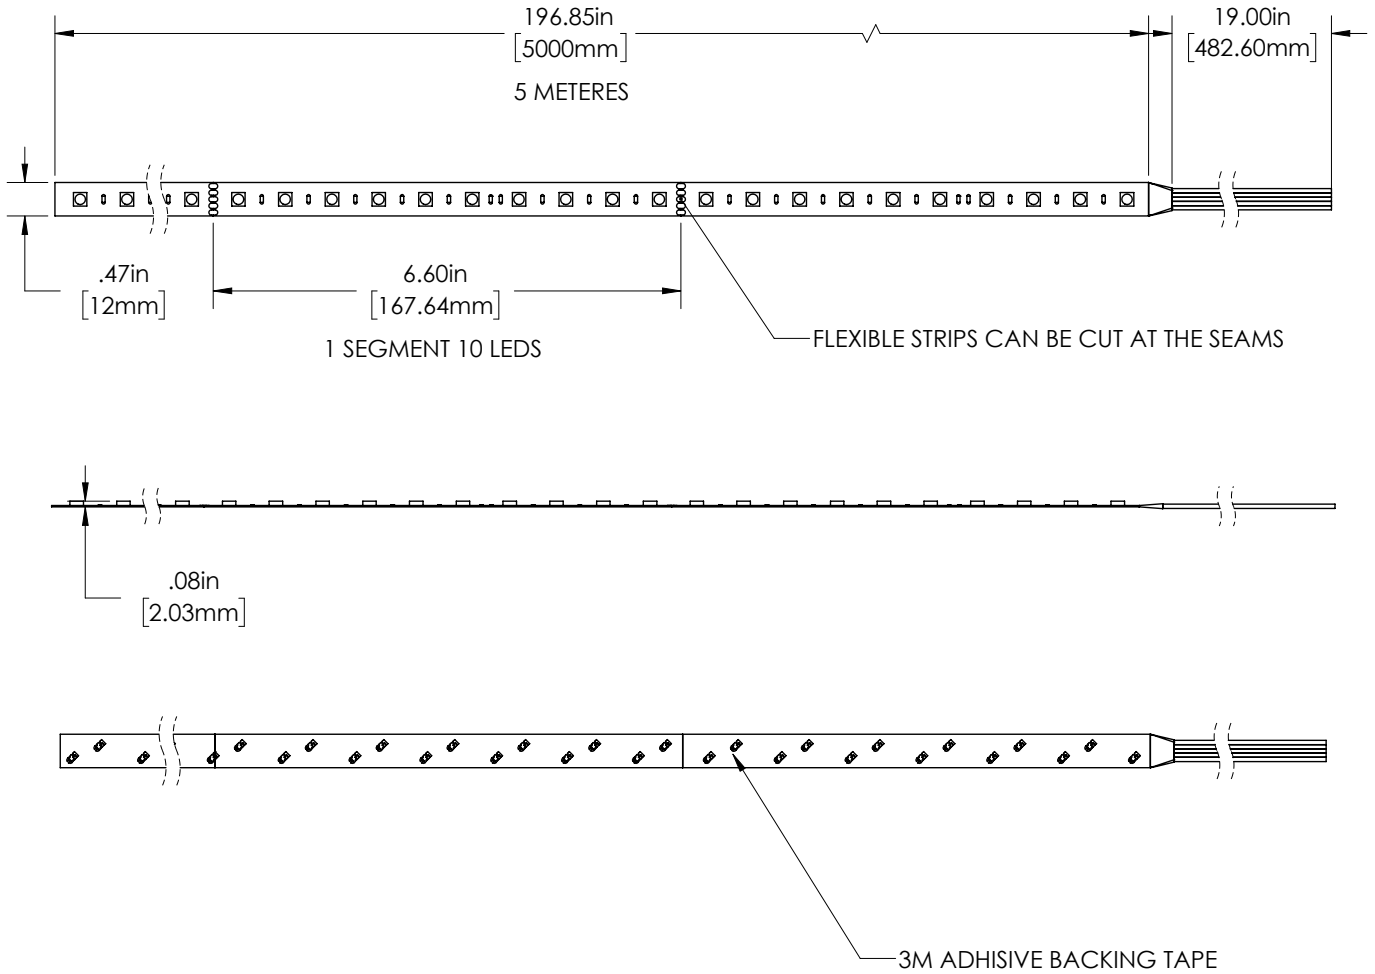 196.85in
[5000mm]
5 METERES
19.00in
[482.60mm]
.47in
[12mm]
6.60in
[167.64mm]
1 SEGMENT 10 LEDS
FLEXIBLE STRIPS CAN BE CUT AT THE SEAMS
.08in
[2.03mm]
3M ADHISIVE BACKING TAPE